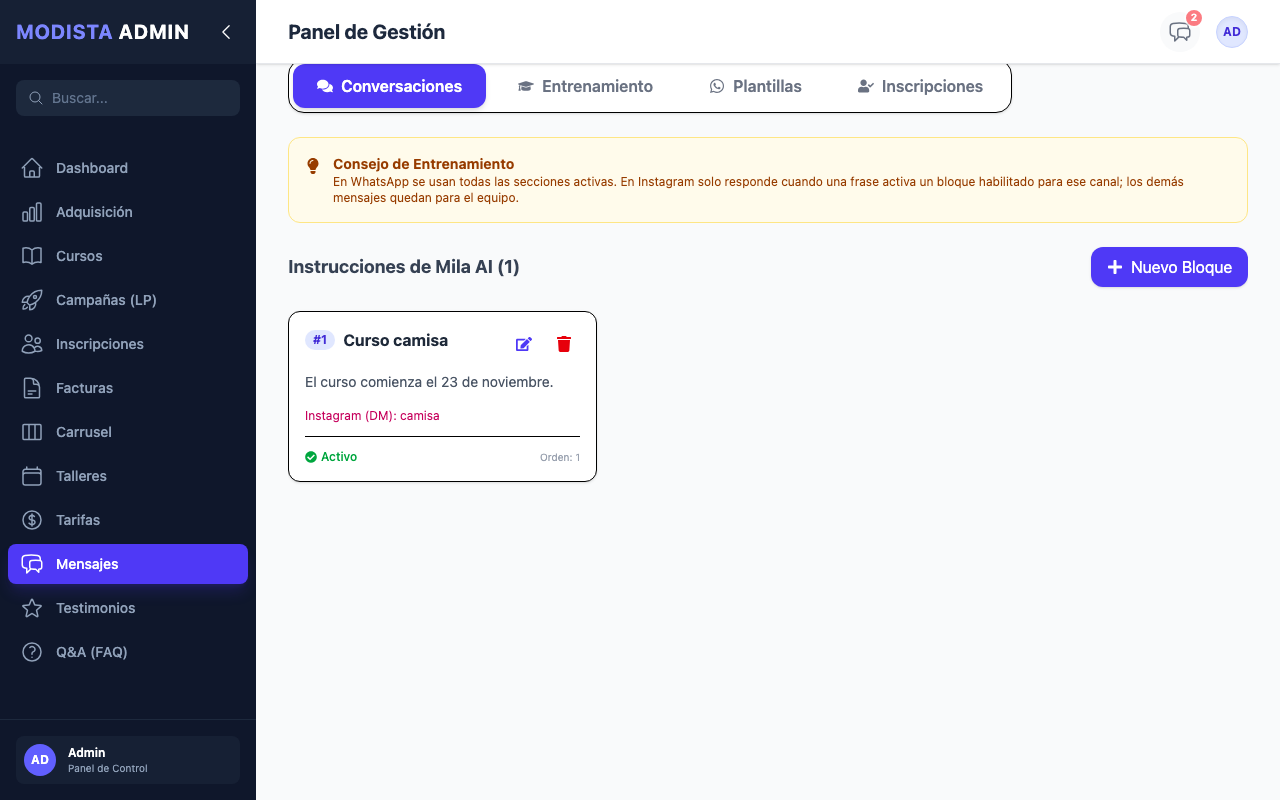 MODISTA ADMIN
Buscar...
Dashboard
Adquisición
Cursos
Campañas (LP)
Inscripciones
Facturas
Carrusel
Talleres
Tarifas
Mensajes
Testimonios
Q&A (FAQ)
AD
Admin
Panel de Control
Panel de Gestión
2
AD
Conversaciones
Entrenamiento
Plantillas
Inscripciones
Consejo de Entrenamiento
En WhatsApp se usan todas las secciones activas. En Instagram solo responde cuando una frase activa un bloque habilitado para ese canal; los demás
mensajes quedan para el equipo.
Instrucciones de Mila AI (1)
Nuevo Bloque
#1 Curso camisa
El curso comienza el 23 de noviembre.
Instagram (DM): camisa
Activo
Orden: 1